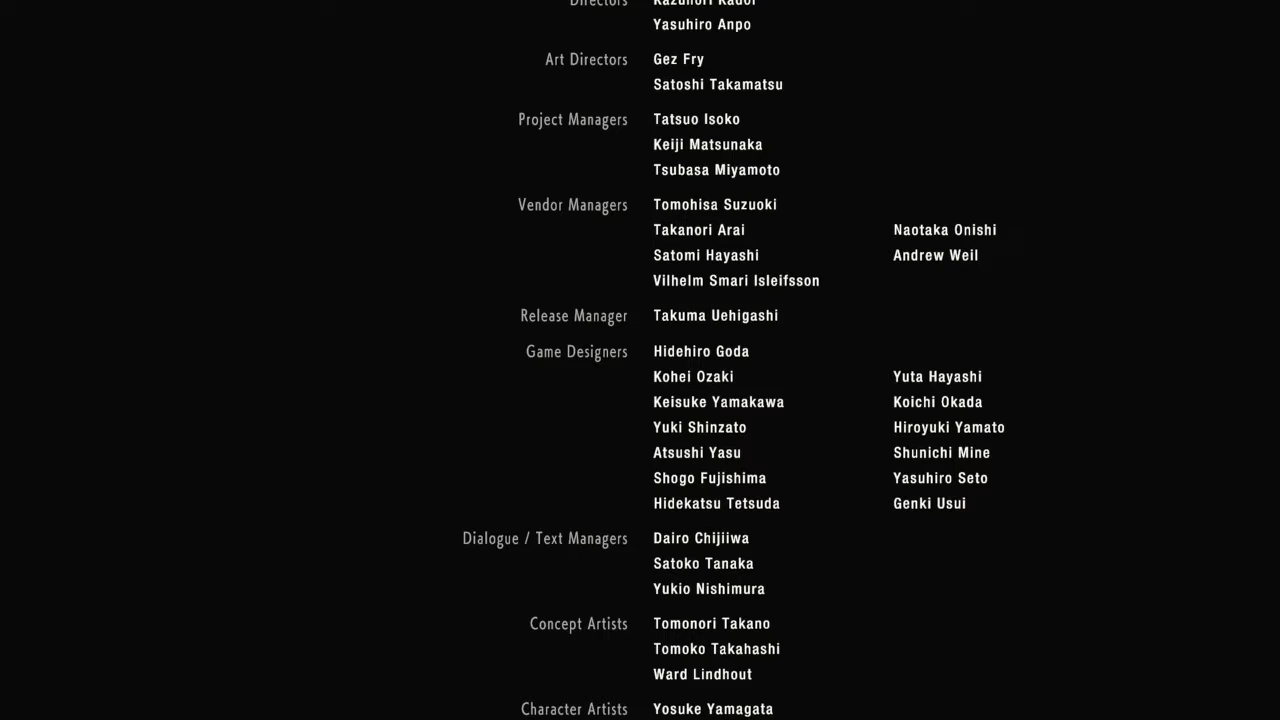 Directors Kazunori Kadoi
Yasuhiro Anpo
Art Directors Gez Fry
Satoshi Takamatsu
Project Managers Tatsuo Isoko
Keiji Matsunaka
Tsubasa Miyamoto
Vendor Managers Tomohisa Suzuoki
Takanori Arai Naotaka Onishi
Satomi Hayashi Andrew Weil
Vilhelm Smari Isleifsson
Release Manager Takuma Uehigashi
Game Designers Hidehiro Goda
Kohei Ozaki Yuta Hayashi
Keisuke Yamakawa Koichi Okada
Yuki Shinzato Hiroyuki Yamato
Atsushi Yasu Shunichi Mine
Shogo Fujishima Yasuhiro Seto
Hidekatsu Tetsuda Genki Usui
Dialogue / Text Managers Dairo Chijiiwa
Satoko Tanaka
Yukio Nishimura
Concept Artists Tomonori Takano
Tomoko Takahashi
Ward Lindhout
Character Artists Yosuke Yamagata